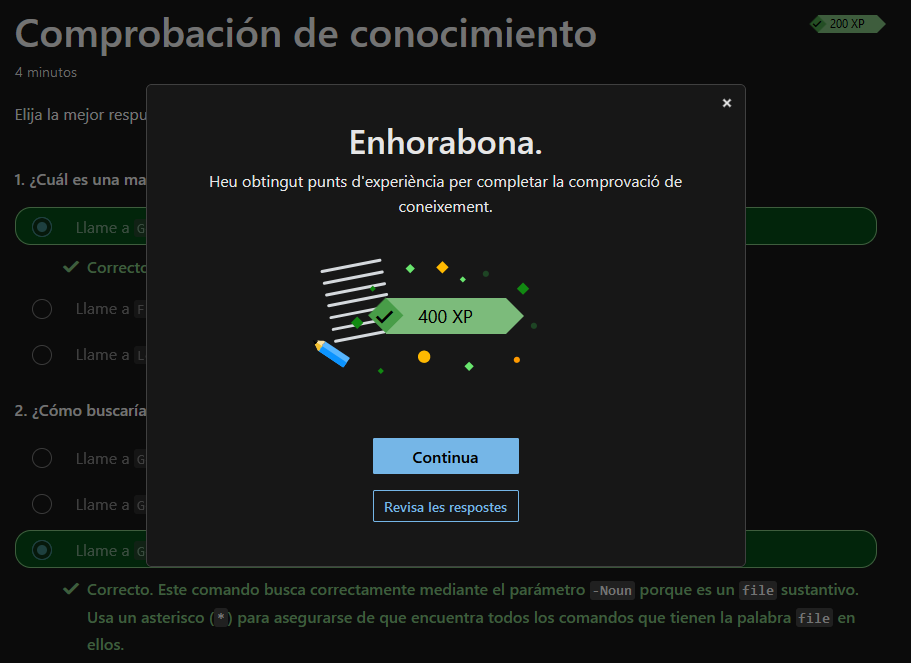 Comprobación de conocimiento
200 XP
4 minutos
Elija la mejor respu
1. ¿Cuál es una ma
Llame a G
Correcto
Llame a F
Llame a L
2. ¿Cómo buscaría
Llame a G
Llame a G
Llame a G
Correcto. Este comando busca correctamente mediante el parámetro -Noun porque es un file sustantivo.
Usa un asterisco (*) para asegurarse de que encuentra todos los comandos que tienen la palabra file en
ellos.
Enhorabona.
Heu obtingut punts d'experiència per completar la comprovació de
coneixement.
400 XP
Continua
Revisa les respostes